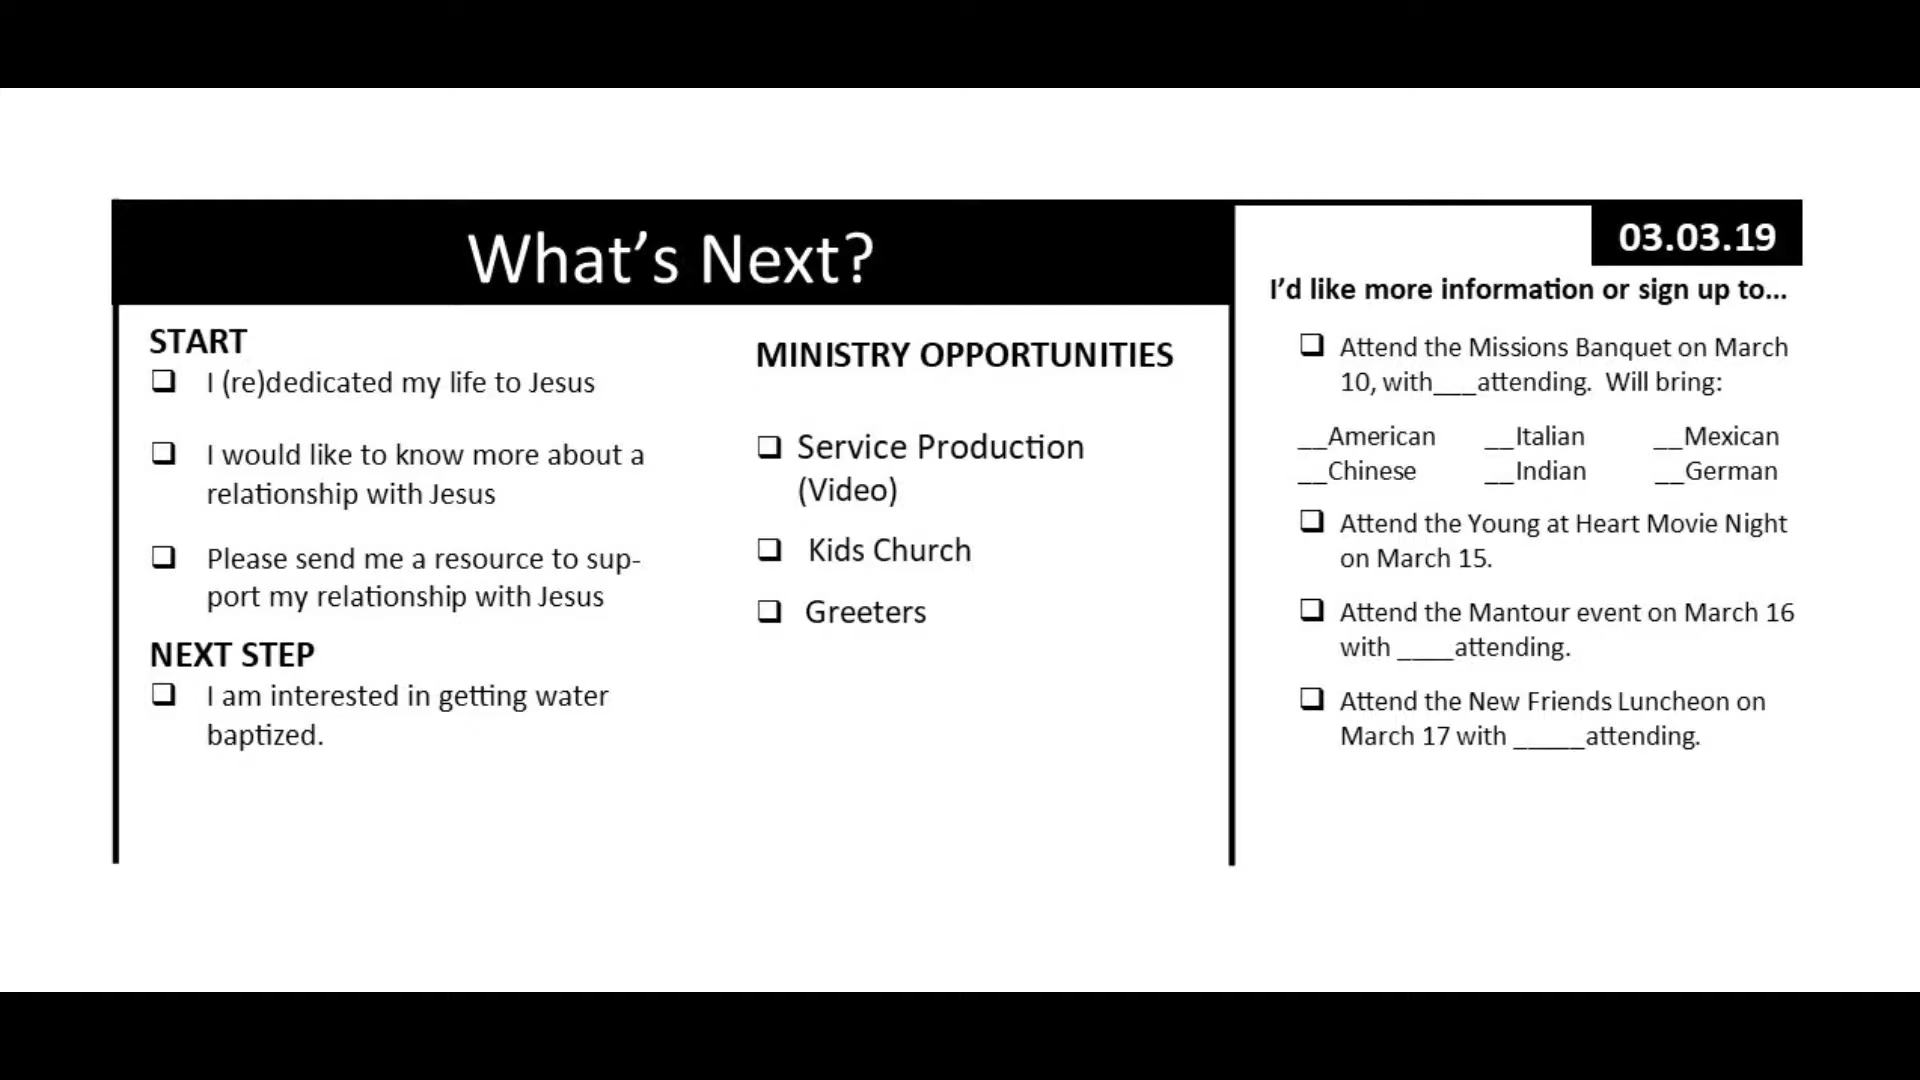 What’s Next?
START
❑ I (re)dedicated my life to Jesus
❑ I would like to know more about a
relationship with Jesus
❑ Please send me a resource to sup-
port my relationship with Jesus
NEXT STEP
❑ I am interested in getting water
baptized.
MINISTRY OPPORTUNITIES
❑ Service Production
(Video)
❑ Kids Church
❑ Greeters
03.03.19
I’d like more information or sign up to...
❑ Attend the Missions Banquet on March
10, with___attending. Will bring:
__American __Italian __Mexican
__Chinese __Indian __German
❑ Attend the Young at Heart Movie Night
on March 15.
❑ Attend the Mantour event on March 16
with ____attending.
❑ Attend the New Friends Luncheon on
March 17 with _____attending.